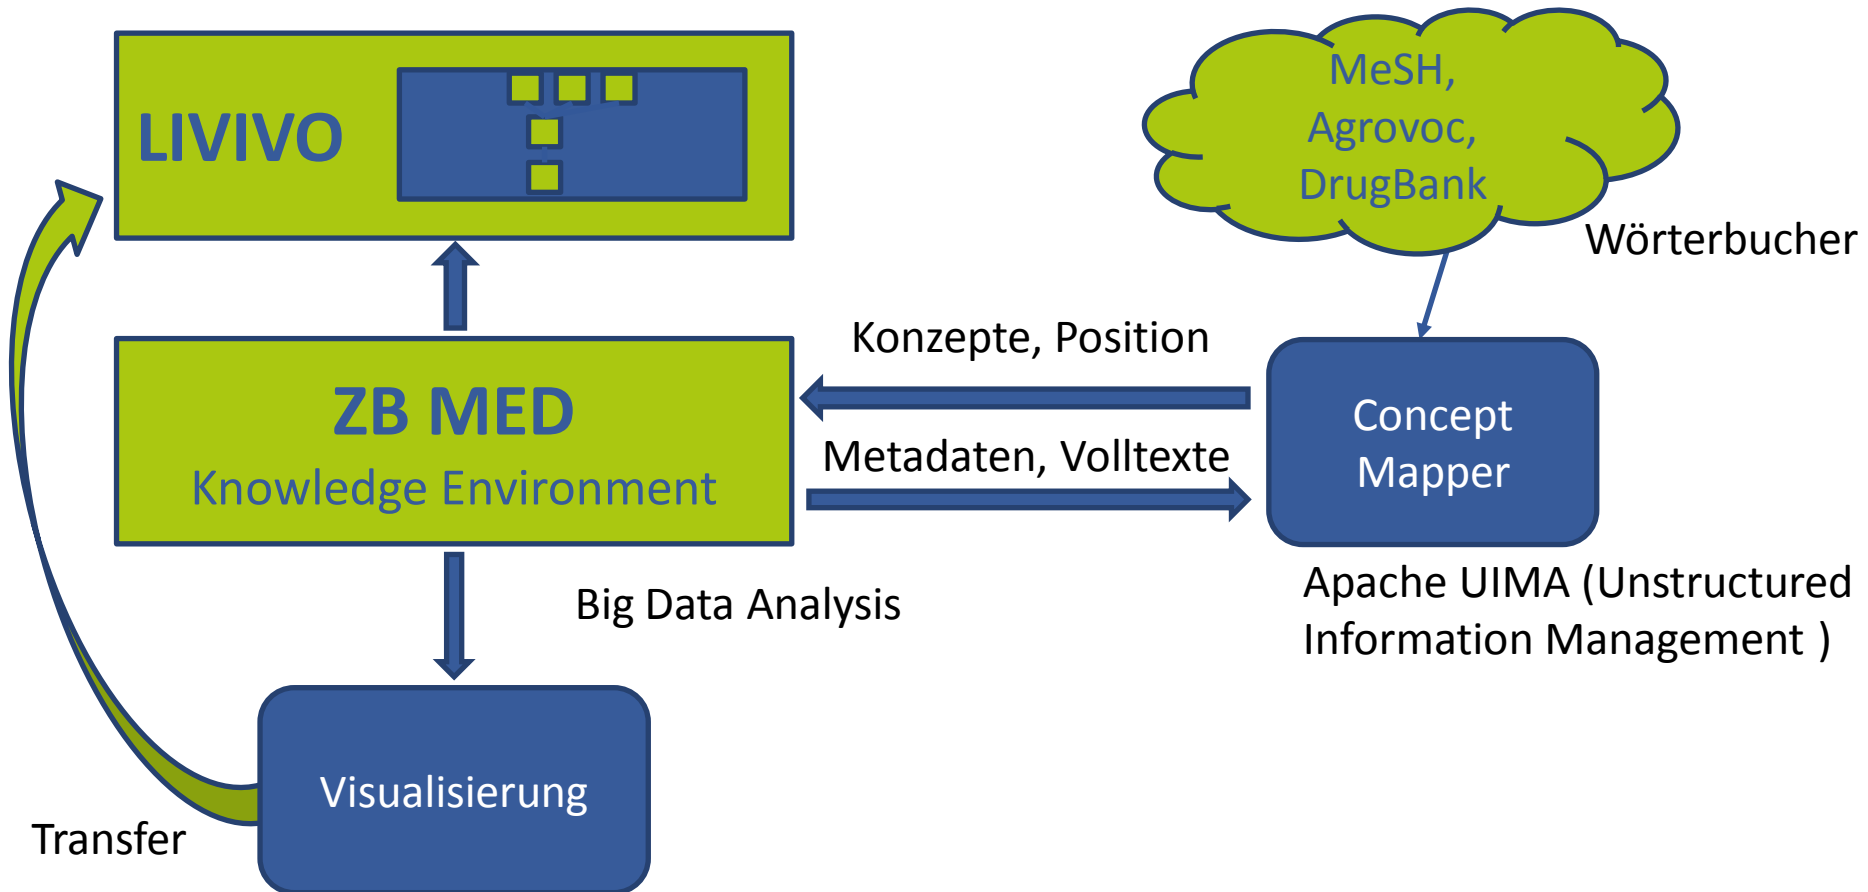 LIVIVO
MeSH,
Agrovoc,
DrugBank
Wörterbucher
Konzepte, Position
ZB MED
Knowledge Environment
Metadaten, Volltexte
Concept
Mapper
Big Data Analysis
Apache UIMA (Unstructured
Information Management )
Visualisierung
Transfer